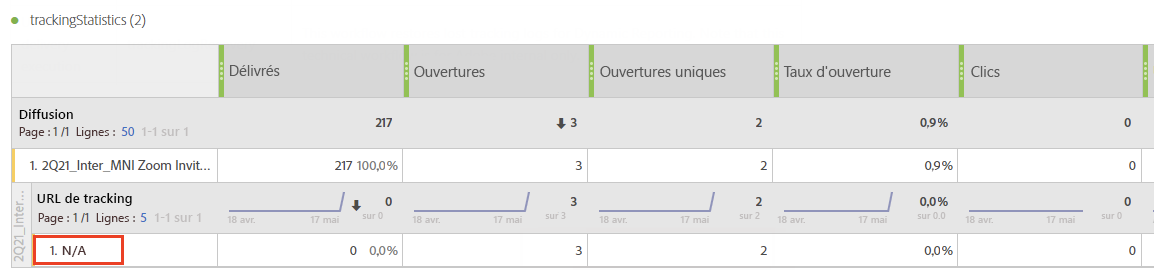 trackingStatistics (2)
Délivrés Ouvertures Ouvertures uniques Taux d'ouverture Clics
Diffusion
Page : 1 /1 Lignes : 50 1-1 sur 1
217 3 2 0,9% 0
1. 2Q21_Inter_MNI Zoom Invit... 217 100,0% 3 2 0,9% 0
2Q21_Inter...
URL de tracking
Page : 1 /1 Lignes : 5 1-1 sur 1
0 3 2 0,0% 0
sur 0 sur 3 sur 2 sur 0.0 sur 0
18 avr. 17 mai 18 avr. 17 mai 18 avr. 17 mai 18 avr. 17 mai 18 avr. 17 mai
1. N/A 0 0,0% 3 2 0,0% 0